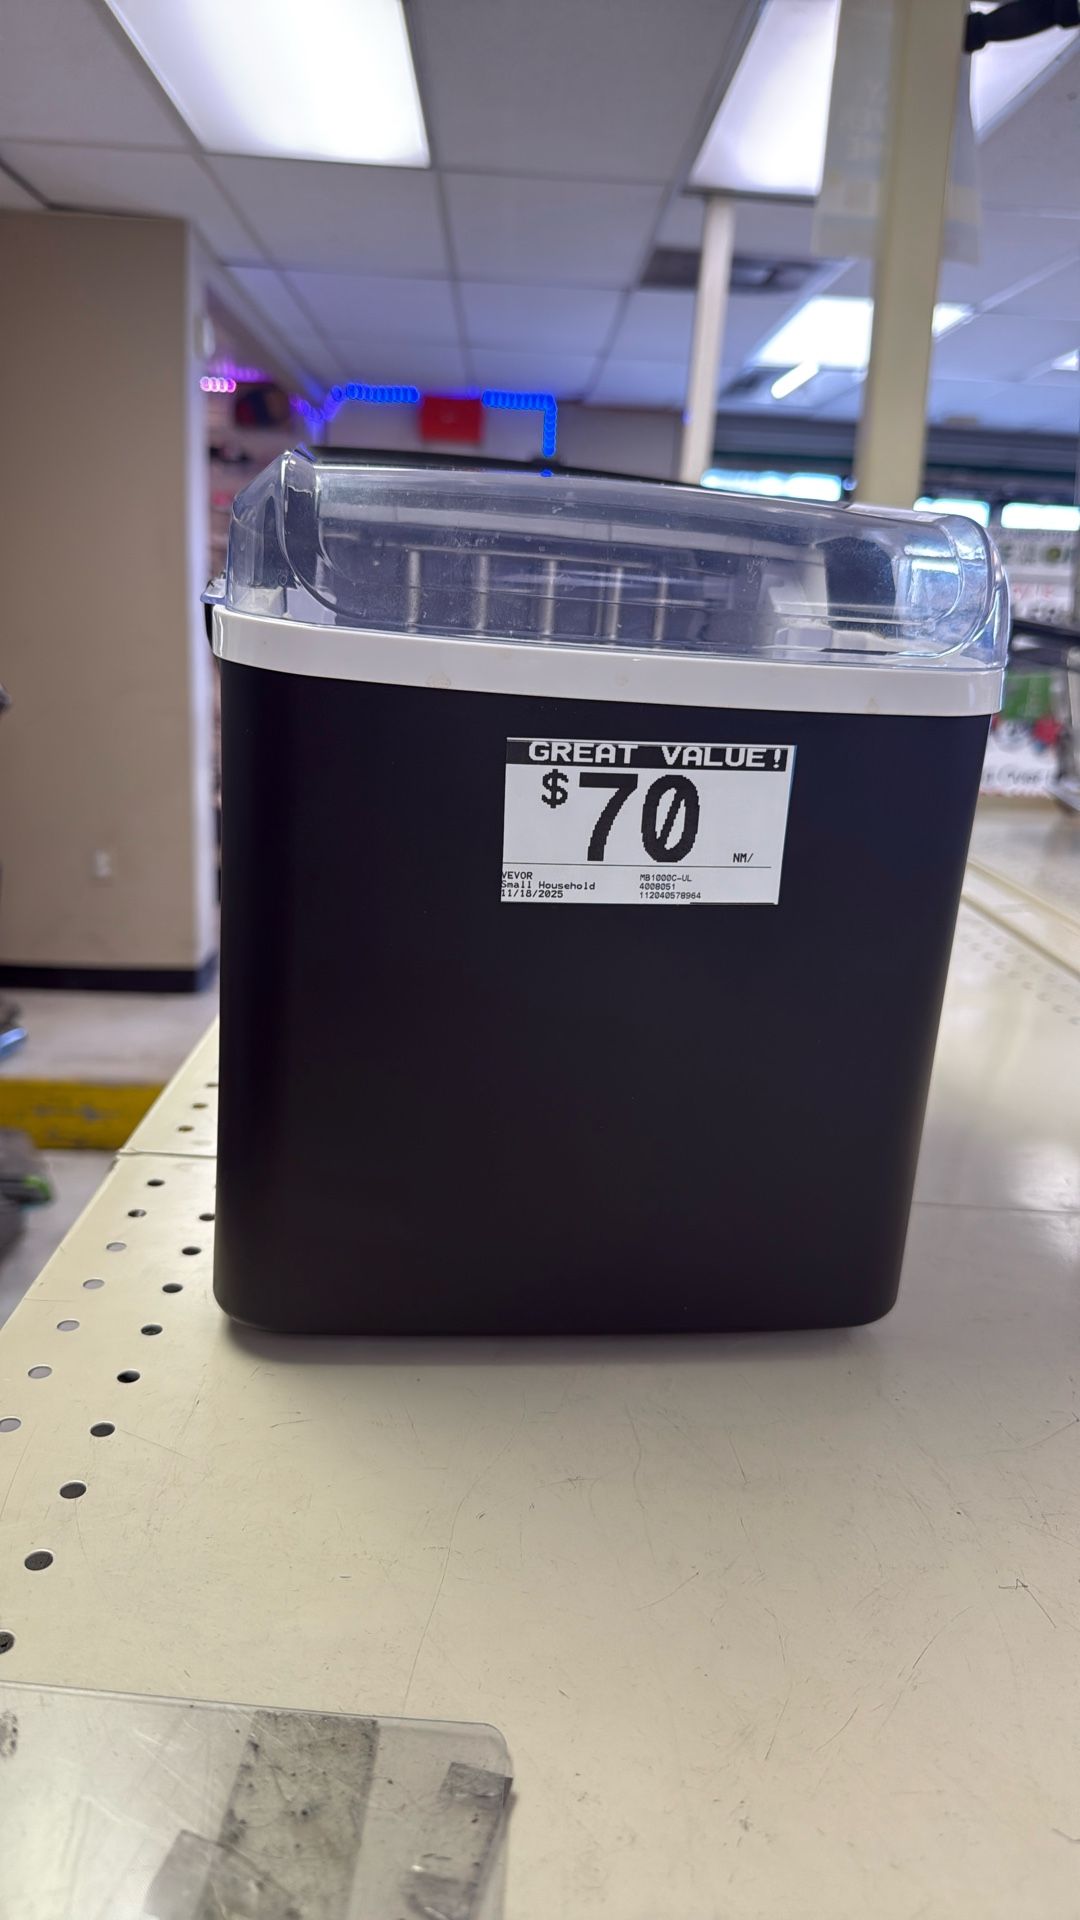 GREAT VALUE!
$70
NM/
VEVOR
MB1000C-UL
Small Household
4008051
11/18/2025
112040578964